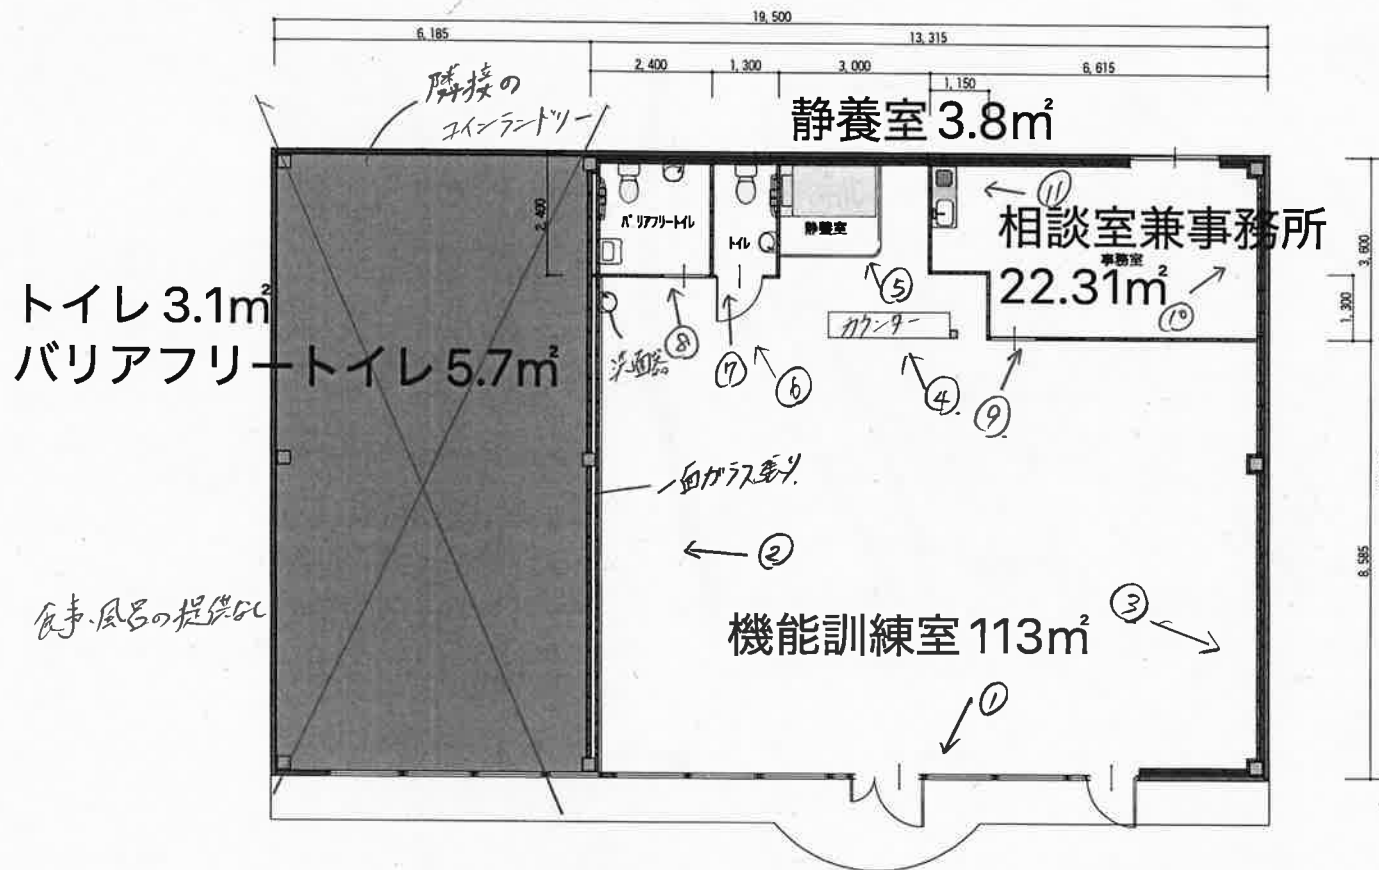 19,500
6,185
13,315
2,400
1,300
3,000
6,615
1,150
隣接の
コインランドリー
静養室 3.8㎡
2,400
バリアフリートイレ
トイレ
静養室
⑪
相談室兼事務所
事務室
22.31㎡
⑩
3,600
1,300
トイレ 3.1㎡
バリアフリートイレ 5.7㎡
洗面器
⑧
⑦
⑥
⑤
カウンター
④
⑨
一面ガラス張り
②
8,585
食事、風呂の提供なし
機能訓練室 113㎡
③
①